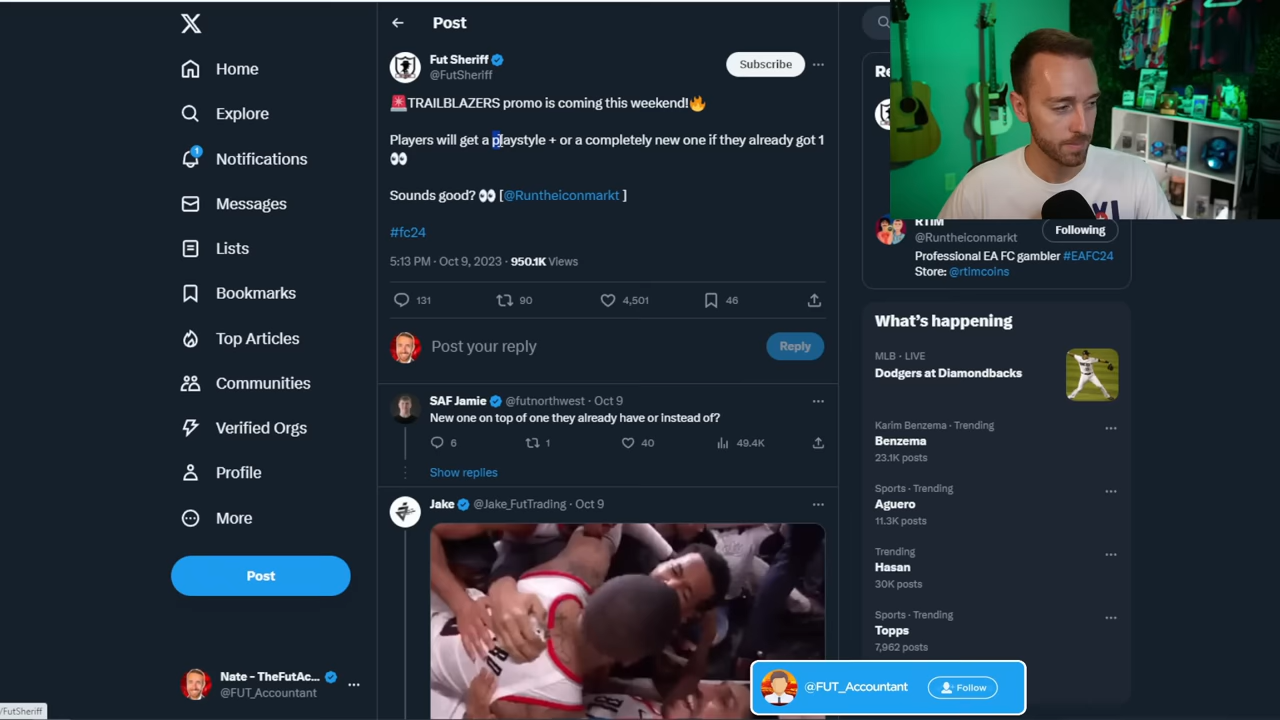 Post
Home
Explore
1
Notifications
Messages
Lists
Bookmarks
Top Articles
Communities
Verified Orgs
Profile
More
Post
Nate - TheFutAc...
@FUT_Accountant
/FutSheriff
Fut Sheriff
@FutSheriff
Subscribe
🚨TRAILBLAZERS promo is coming this weekend!🔥
Players will get a playstyle + or a completely new one if they already got 1
👀
Sounds good? 👀 [@Runtheiconmarkt ]
#fc24
5:13 PM · Oct 9, 2023 · 950.1K Views
131 90 4,501 46
Post your reply
Reply
SAF Jamie @futnorthwest · Oct 9
New one on top of one they already have or instead of?
6 1 40 49.4K
Show replies
Jake @Jake_FutTrading · Oct 9
RTIM
@Runtheiconmarkt
Following
Professional EA FC gambler #EAFC24
Store: @rtimcoins
What's happening
MLB · LIVE
Dodgers at Diamondbacks
Karim Benzema · Trending
Benzema
23.1K posts
Sports · Trending
Aguero
11.3K posts
Trending
Hasan
30K posts
Sports · Trending
Topps
7,962 posts
@FUT_Accountant
Follow